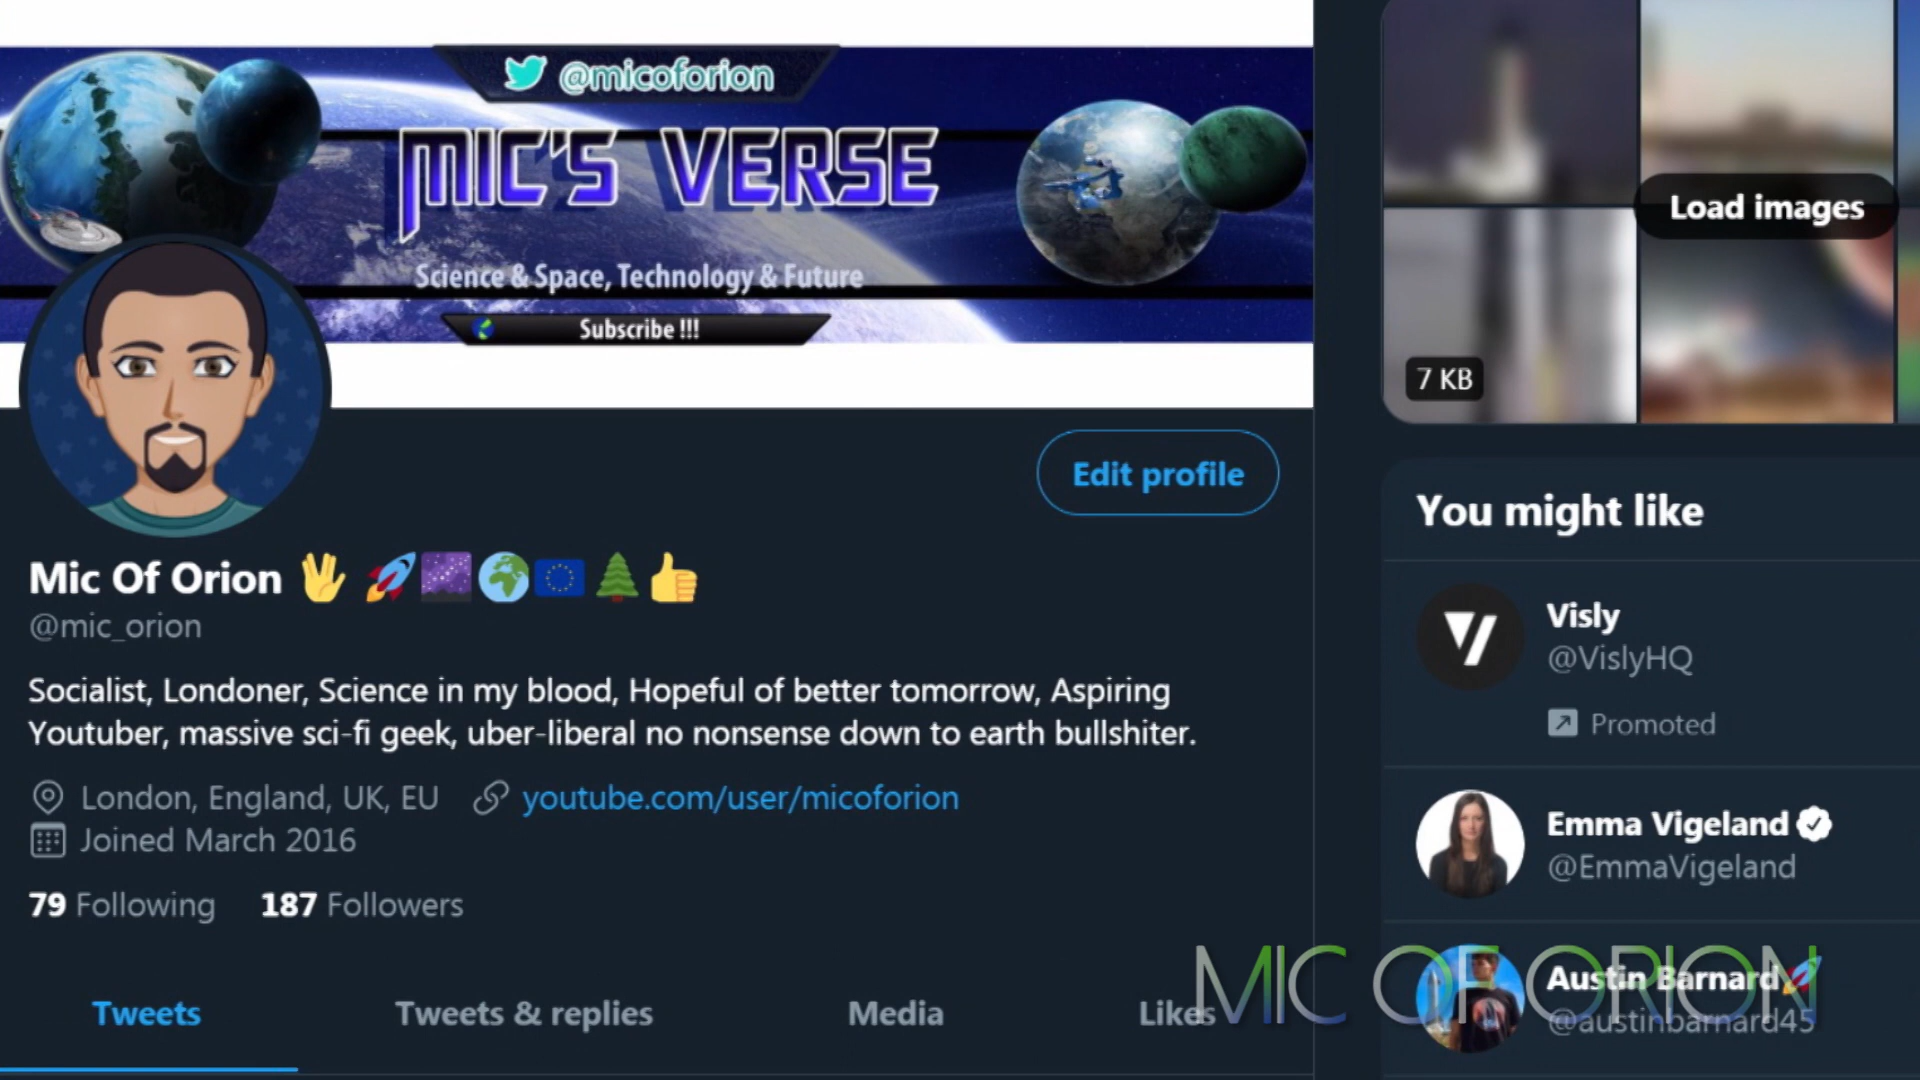 @micoforion
MIC'S VERSE
Science & Space, Technology & Future
Subscribe !!!
Edit profile
Mic Of Orion 🖖 🚀🌌🌍🇪🇺🌲👍
@mic_orion
Socialist, Londoner, Science in my blood, Hopeful of better tomorrow, Aspiring
Youtuber, massive sci-fi geek, uber-liberal no nonsense down to earth bullshiter.
London, England, UK, EU youtube.com/user/micoforion
Joined March 2016
79 Following 187 Followers
Tweets Tweets & replies Media Likes
Load images
7 KB
You might like
Visly
@VislyHQ
Promoted
Emma Vigeland
@EmmaVigeland
Austin Barnard🚀
@austinbarnard45
MIC OF ORION